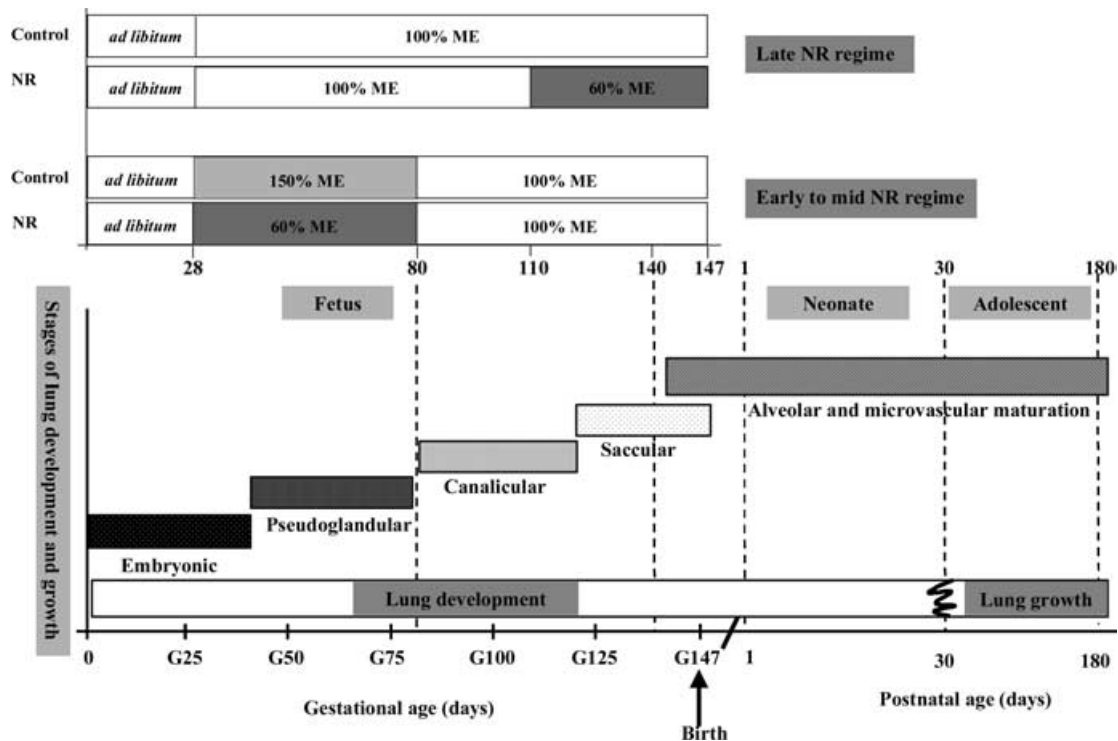 Control
ad libitum
100% ME
Late NR regime
NR
ad libitum
100% ME
60% ME
Control
ad libitum
150% ME
100% ME
Early to mid NR regime
NR
ad libitum
60% ME
100% ME
28 80 110 140 147 1 30 180
Stages of lung development and growth
Fetus
Neonate
Adolescent
Alveolar and microvascular maturation
Saccular
Canalicular
Pseudoglandular
Embryonic
Lung development
Lung growth
0 G25 G50 G75 G100 G125 G147 1 30 180
Gestational age (days)
Postnatal age (days)
Birth